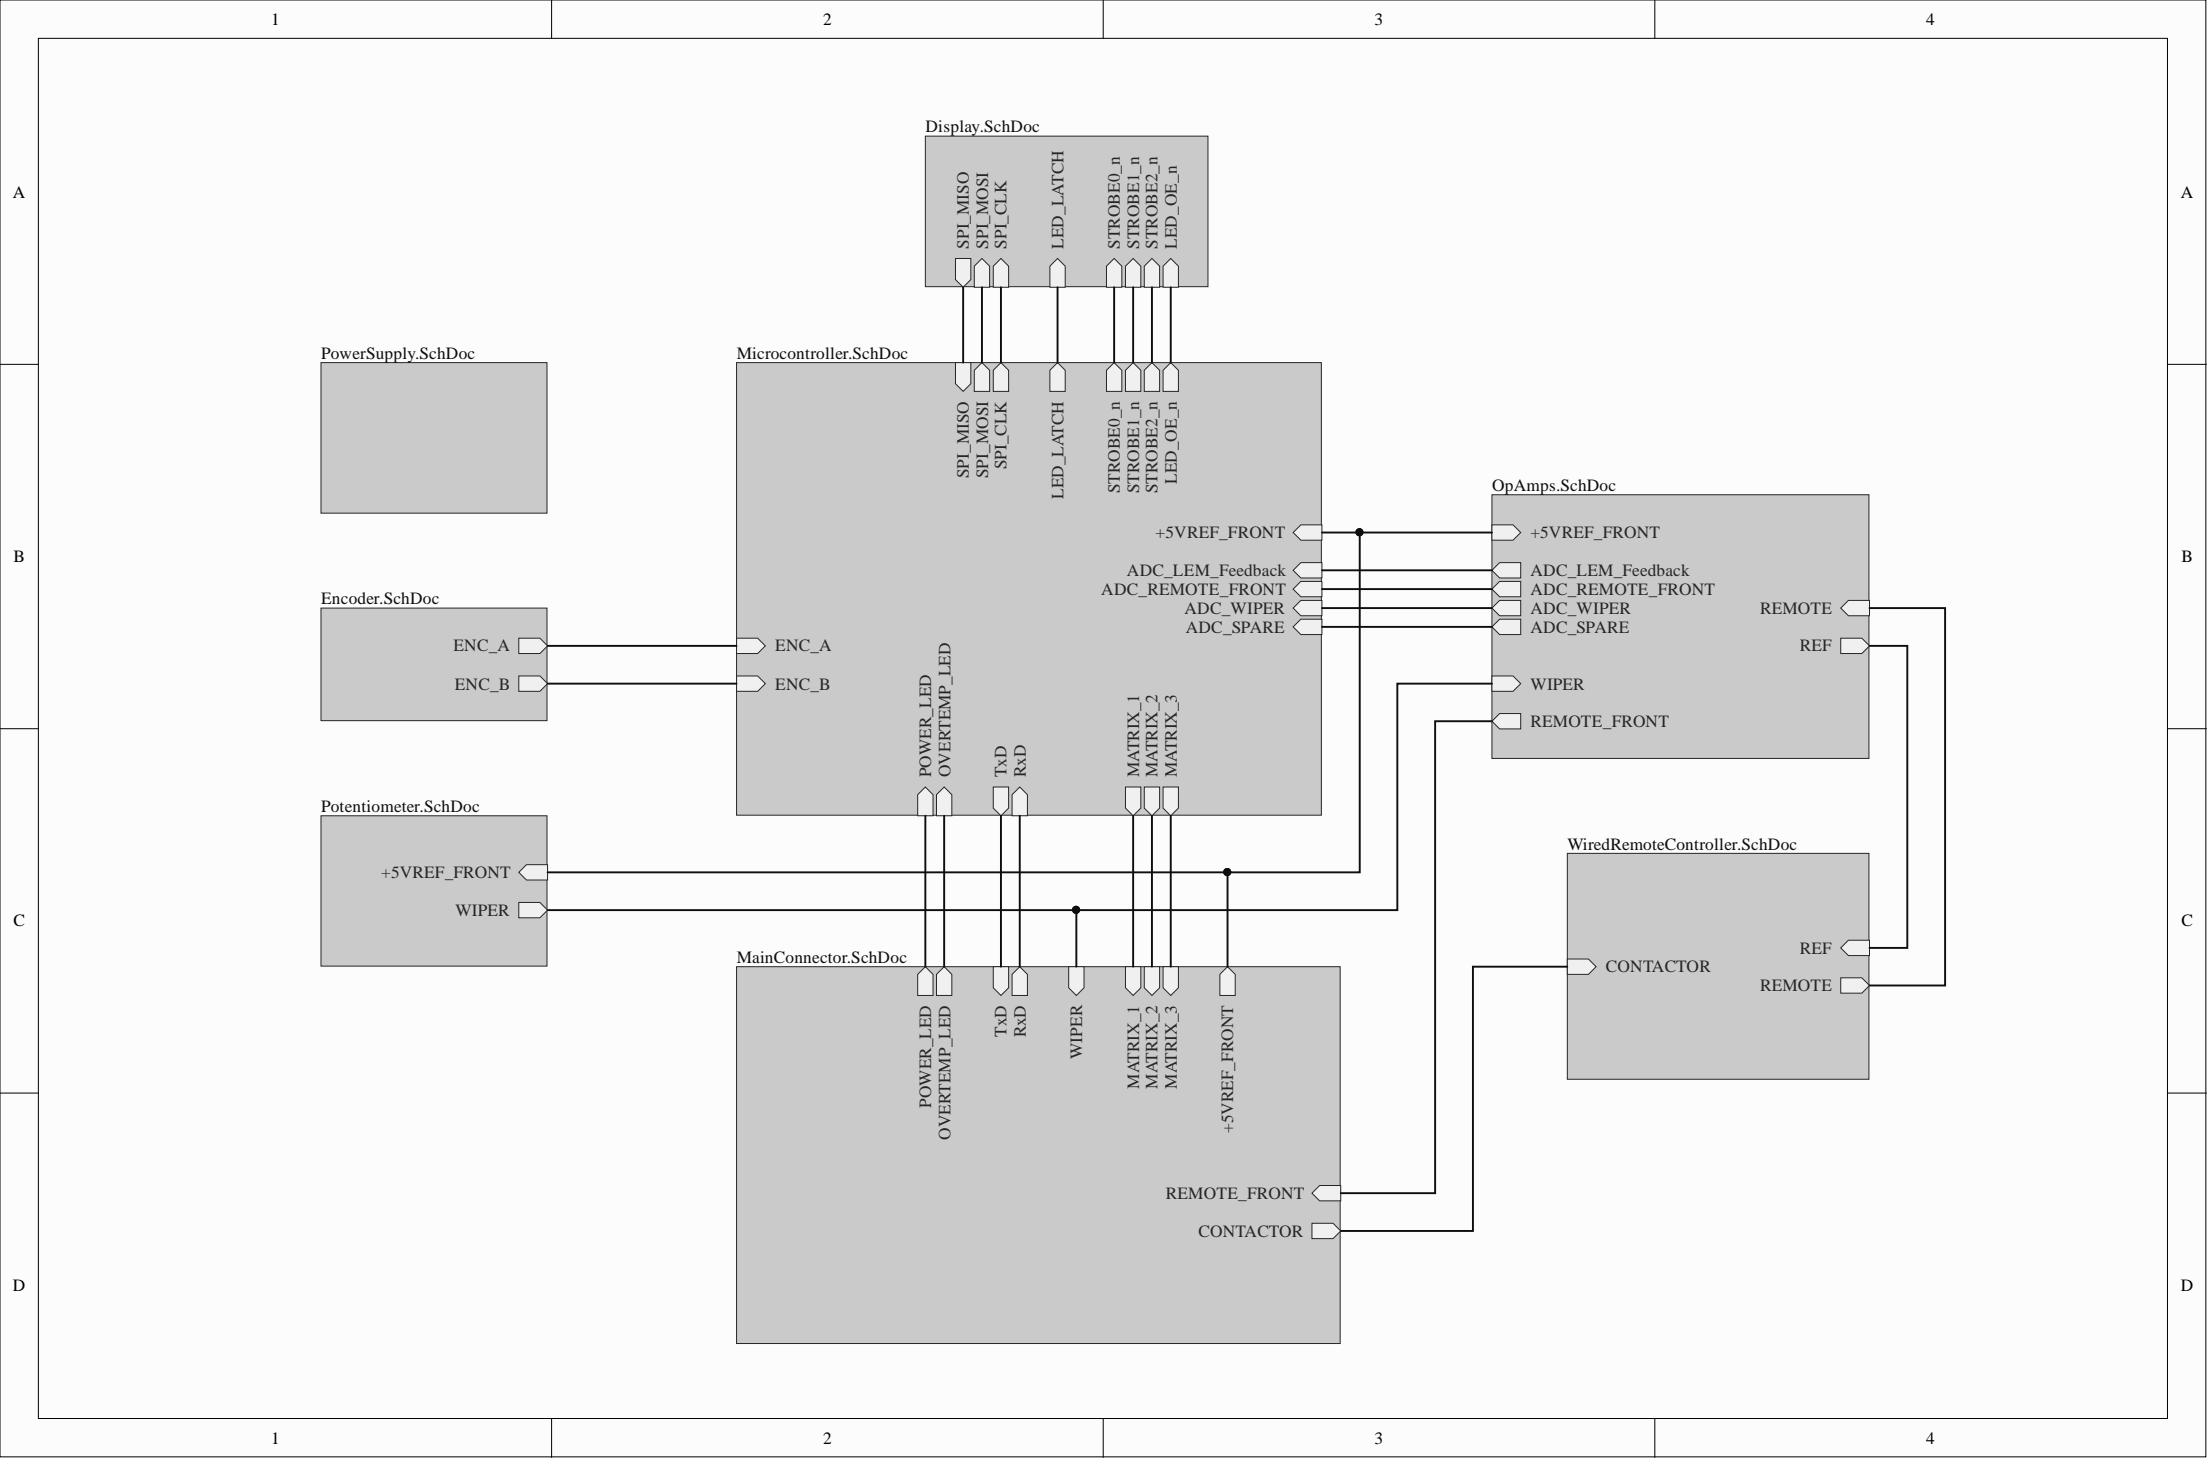 1 2 3 4
A
A
Display.SchDoc
SPI_MISO
SPI_MOSI
SPI_CLK
LED_LATCH
STROBE0_n
STROBE1_n
STROBE2_n
LED_OE_n
PowerSupply.SchDoc
Microcontroller.SchDoc
SPI_MISO
SPI_MOSI
SPI_CLK
LED_LATCH
STROBE0_n
STROBE1_n
STROBE2_n
LED_OE_n
+5VREF_FRONT
ADC_LEM_Feedback
ADC_REMOTE_FRONT
ADC_WIPER
ADC_SPARE
ENC_A
ENC_B
POWER_LED
OVERTEMP_LED
TxD
RxD
MATRIX_1
MATRIX_2
MATRIX_3
OpAmps.SchDoc
+5VREF_FRONT
ADC_LEM_Feedback
ADC_REMOTE_FRONT
ADC_WIPER
ADC_SPARE
REMOTE
REF
WIPER
REMOTE_FRONT
B
B
Encoder.SchDoc
ENC_A
ENC_B
Potentiometer.SchDoc
+5VREF_FRONT
WIPER
WiredRemoteController.SchDoc
REF
CONTACTOR
REMOTE
C
C
MainConnector.SchDoc
POWER_LED
OVERTEMP_LED
TxD
RxD
WIPER
MATRIX_1
MATRIX_2
MATRIX_3
+5VREF_FRONT
REMOTE_FRONT
CONTACTOR
D
D
1 2 3 4